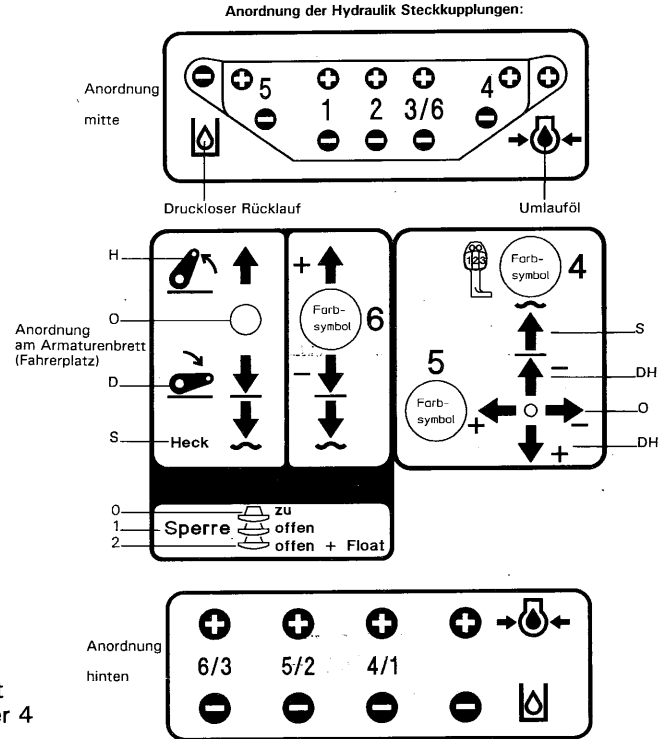 Anordnung der Hydraulik Steckkupplungen:
Anordnung
mitte
5
1
2
3/6
4
Druckloser Rücklauf
Umlauföl
Anordnung
am Armaturenbrett
(Fahrerplatz)
H
O
D
S
Heck
+
Farb-
symbol
6
−
0
1
2
Sperre
zu
offen
offen + Float
123
Farb-
symbol
4
5
Farb-
symbol
+
−
−
+
S
DH
O
DH
Anordnung
hinten
6/3
5/2
4/1
t
er 4